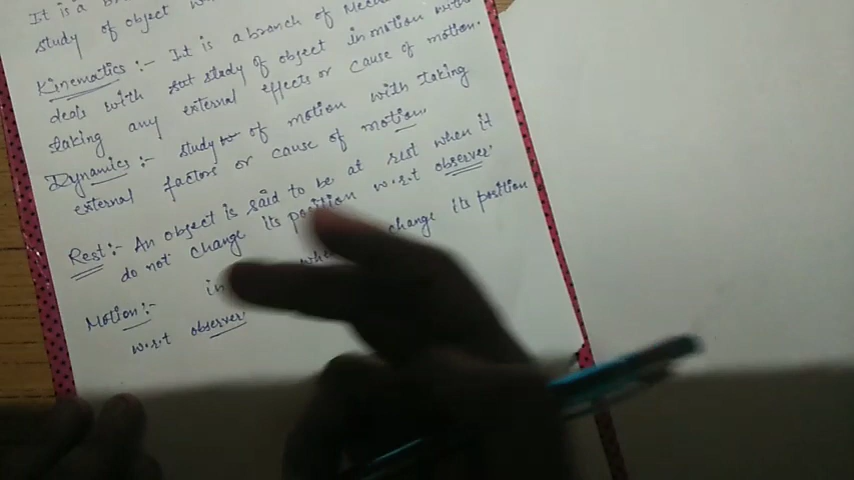 It is a
study of object
Kinematics :- It is a branch of
deals with study of object in motion with
taking any external effects or cause of motion.
Dynamics :- study of motion with taking
external factors or cause of motion.
Rest :- An object is said to be at rest when it
do not change its position w.r.t observer.
Motion :- in change its position
w.r.t observer.